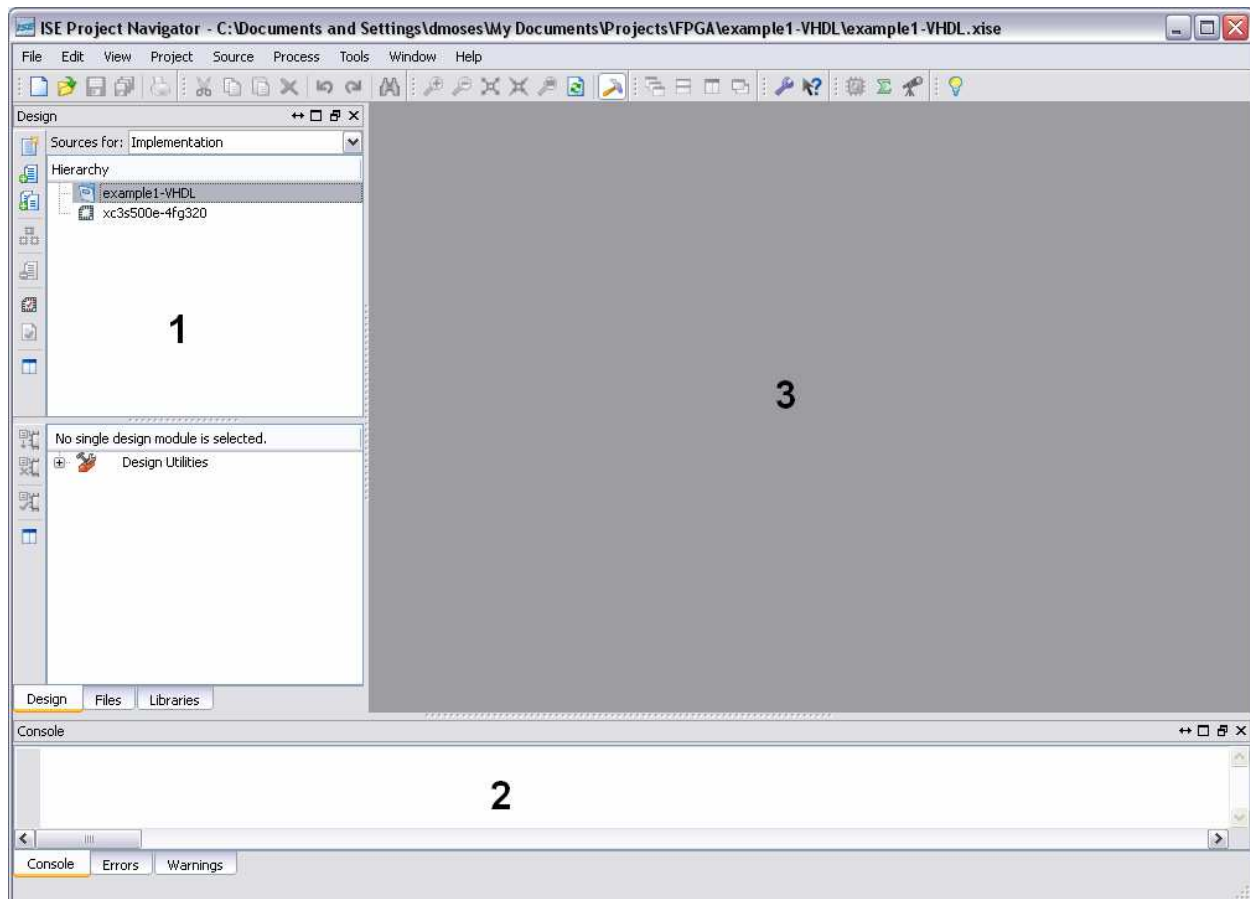 ISE Project Navigator - C:\Documents and Settings\dmoses\My Documents\Projects\FPGA\example1-VHDL\example1-VHDL.xise
File Edit View Project Source Process Tools Window Help
Design
Sources for: Implementation
Hierarchy
example1-VHDL
xc3s500e-4fg320
1
3
No single design module is selected.
Design Utilities
Design Files Libraries
Console
2
Console Errors Warnings